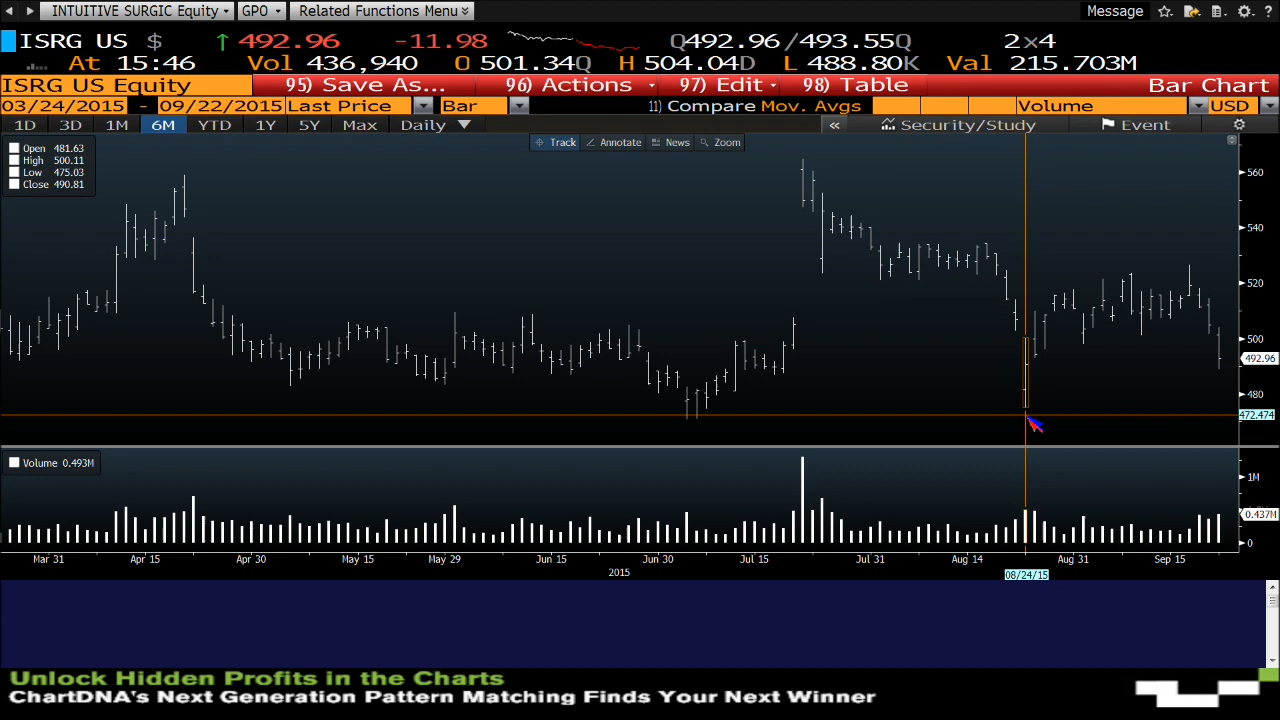 INTUITIVE SURGIC Equity GPO Related Functions Menu Message ?
ISRG US $ ↑ 492.96 -11.98 Q492.96/493.55Q 2×4
At 15:46 Vol 436,940 O 501.34Q H 504.04D L 488.80K Val 215.703M
ISRG US Equity 95) Save As... 96) Actions 97) Edit 98) Table Bar Chart
03/24/2015 - 09/22/2015 Last Price Bar 11) Compare Mov. Avgs Volume USD
1D 3D 1M 6M YTD 1Y 5Y Max Daily « Security/Study Event
Track Annotate News Zoom
Open 481.63
High 500.11
Low 475.03
Close 490.81
560
540
520
500
492.96
480
472.474
Volume 0.493M
1M
0.437M
0
Mar 31 Apr 15 Apr 30 May 15 May 29 Jun 15 Jun 30 Jul 15 Jul 31 Aug 14 Aug 31 Sep 15
2015 08/24/15
Unlock Hidden Profits in the Charts
ChartDNA's Next Generation Pattern Matching Finds Your Next Winner